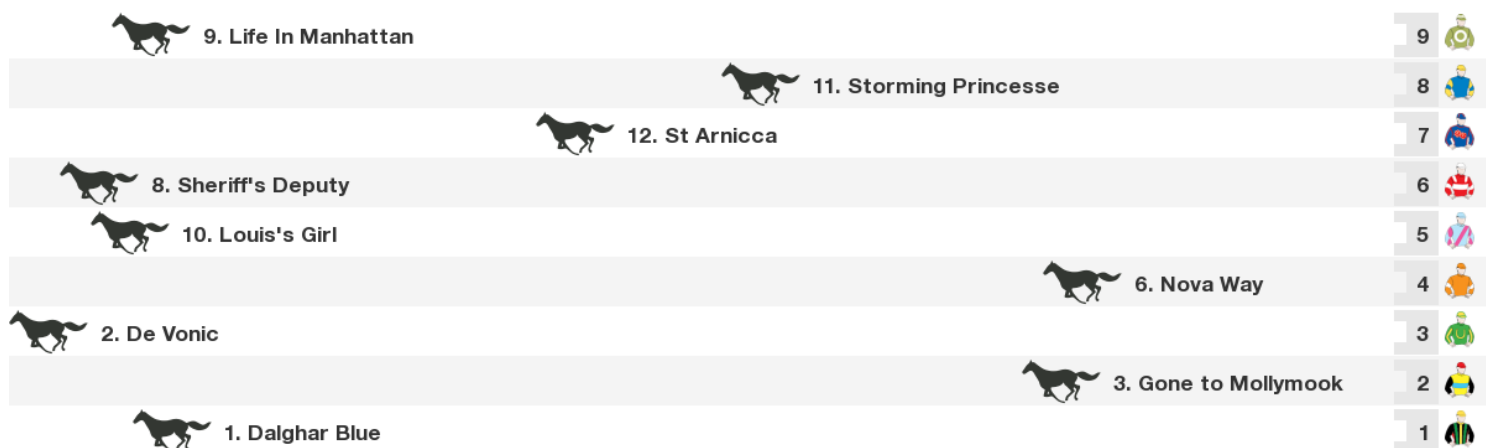 9. Life In Manhattan 9
11. Storming Princesse 8
12. St Arnicca 7
8. Sheriff's Deputy 6
10. Louis's Girl 5
6. Nova Way 4
2. De Vonic 3
3. Gone to Mollymook 2
1. Dalghar Blue 1